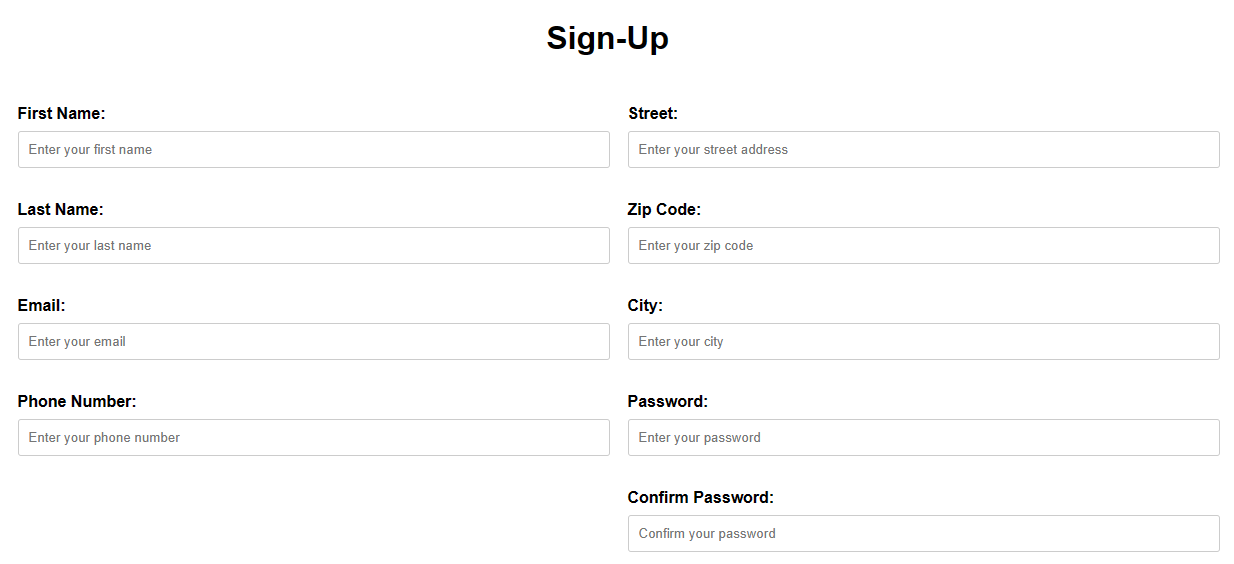 Sign-Up
First Name:
Enter your first name
Last Name:
Enter your last name
Email:
Enter your email
Phone Number:
Enter your phone number
Street:
Enter your street address
Zip Code:
Enter your zip code
City:
Enter your city
Password:
Enter your password
Confirm Password:
Confirm your password